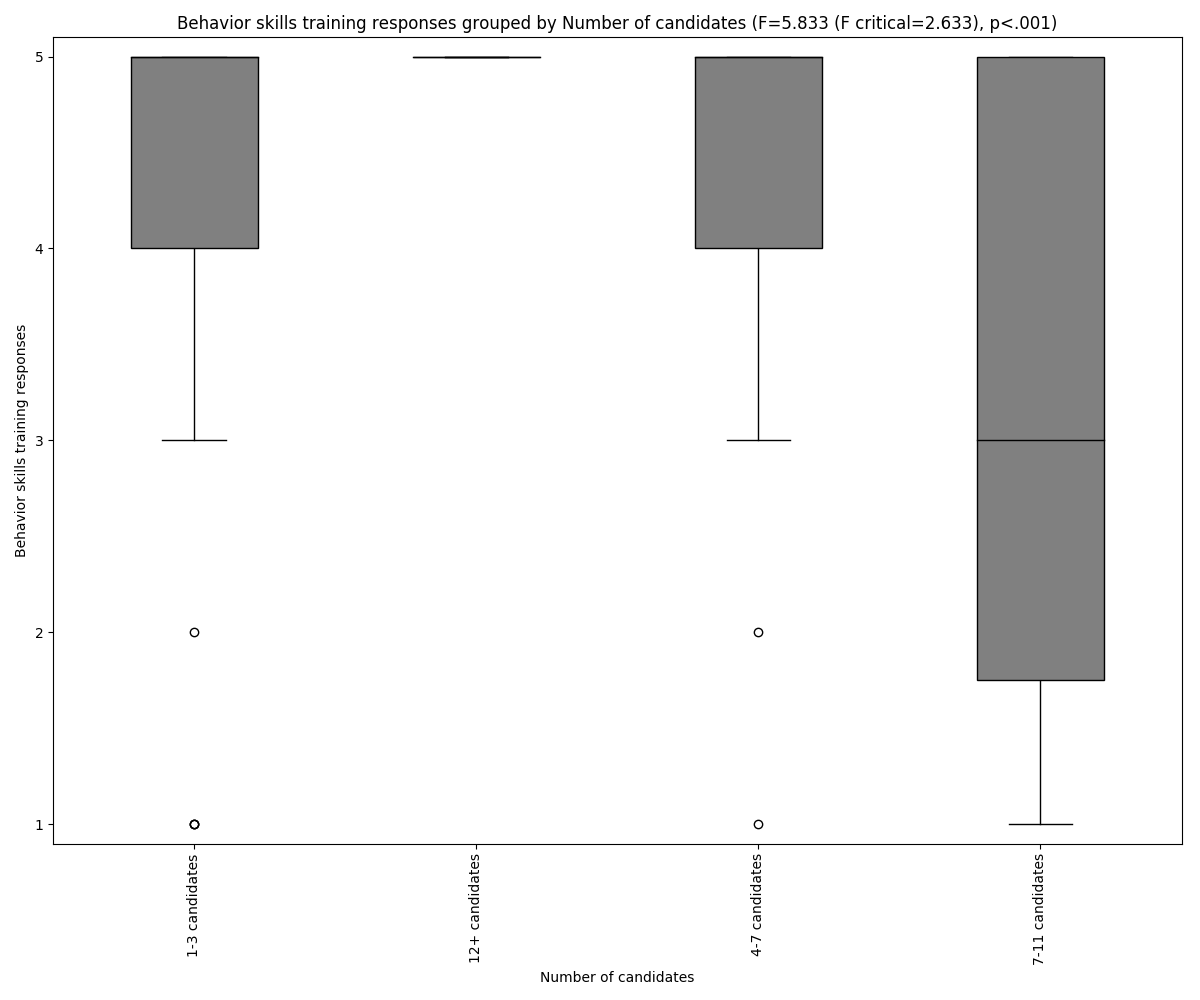 Behavior skills training responses grouped by Number of candidates (F=5.833 (F critical=2.633), p<.001)
Behavior skills training responses
5
4
3
2
1
1-3 candidates
12+ candidates
4-7 candidates
7-11 candidates
Number of candidates